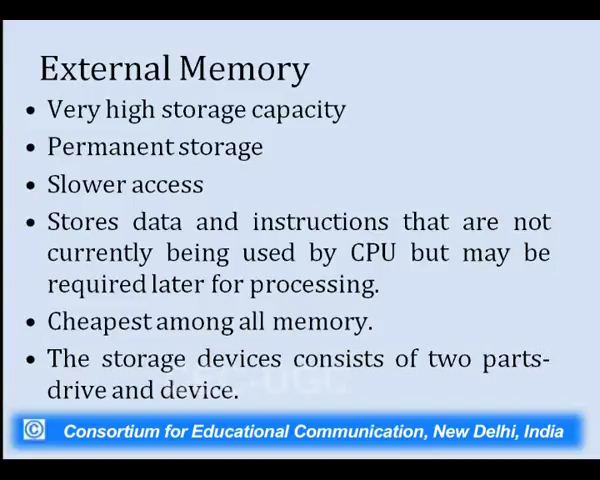 External Memory
• Very high storage capacity
• Permanent storage
• Slower access
• Stores data and instructions that are not
currently being used by CPU but may be
required later for processing.
• Cheapest among all memory.
• The storage devices consists of two parts-
drive and device.
© Consortium for Educational Communication, New Delhi, India